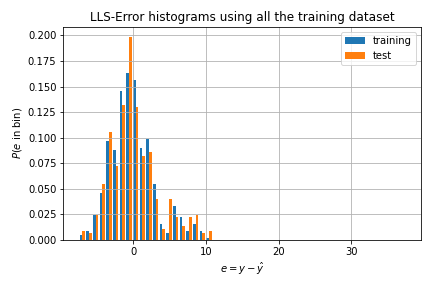 LLS-Error histograms using all the training dataset
training
test
0.200
0.175
0.150
0.125
0.100
0.075
0.050
0.025
0.000
P(e in bin)
0 10 20 30
e = y − ŷ